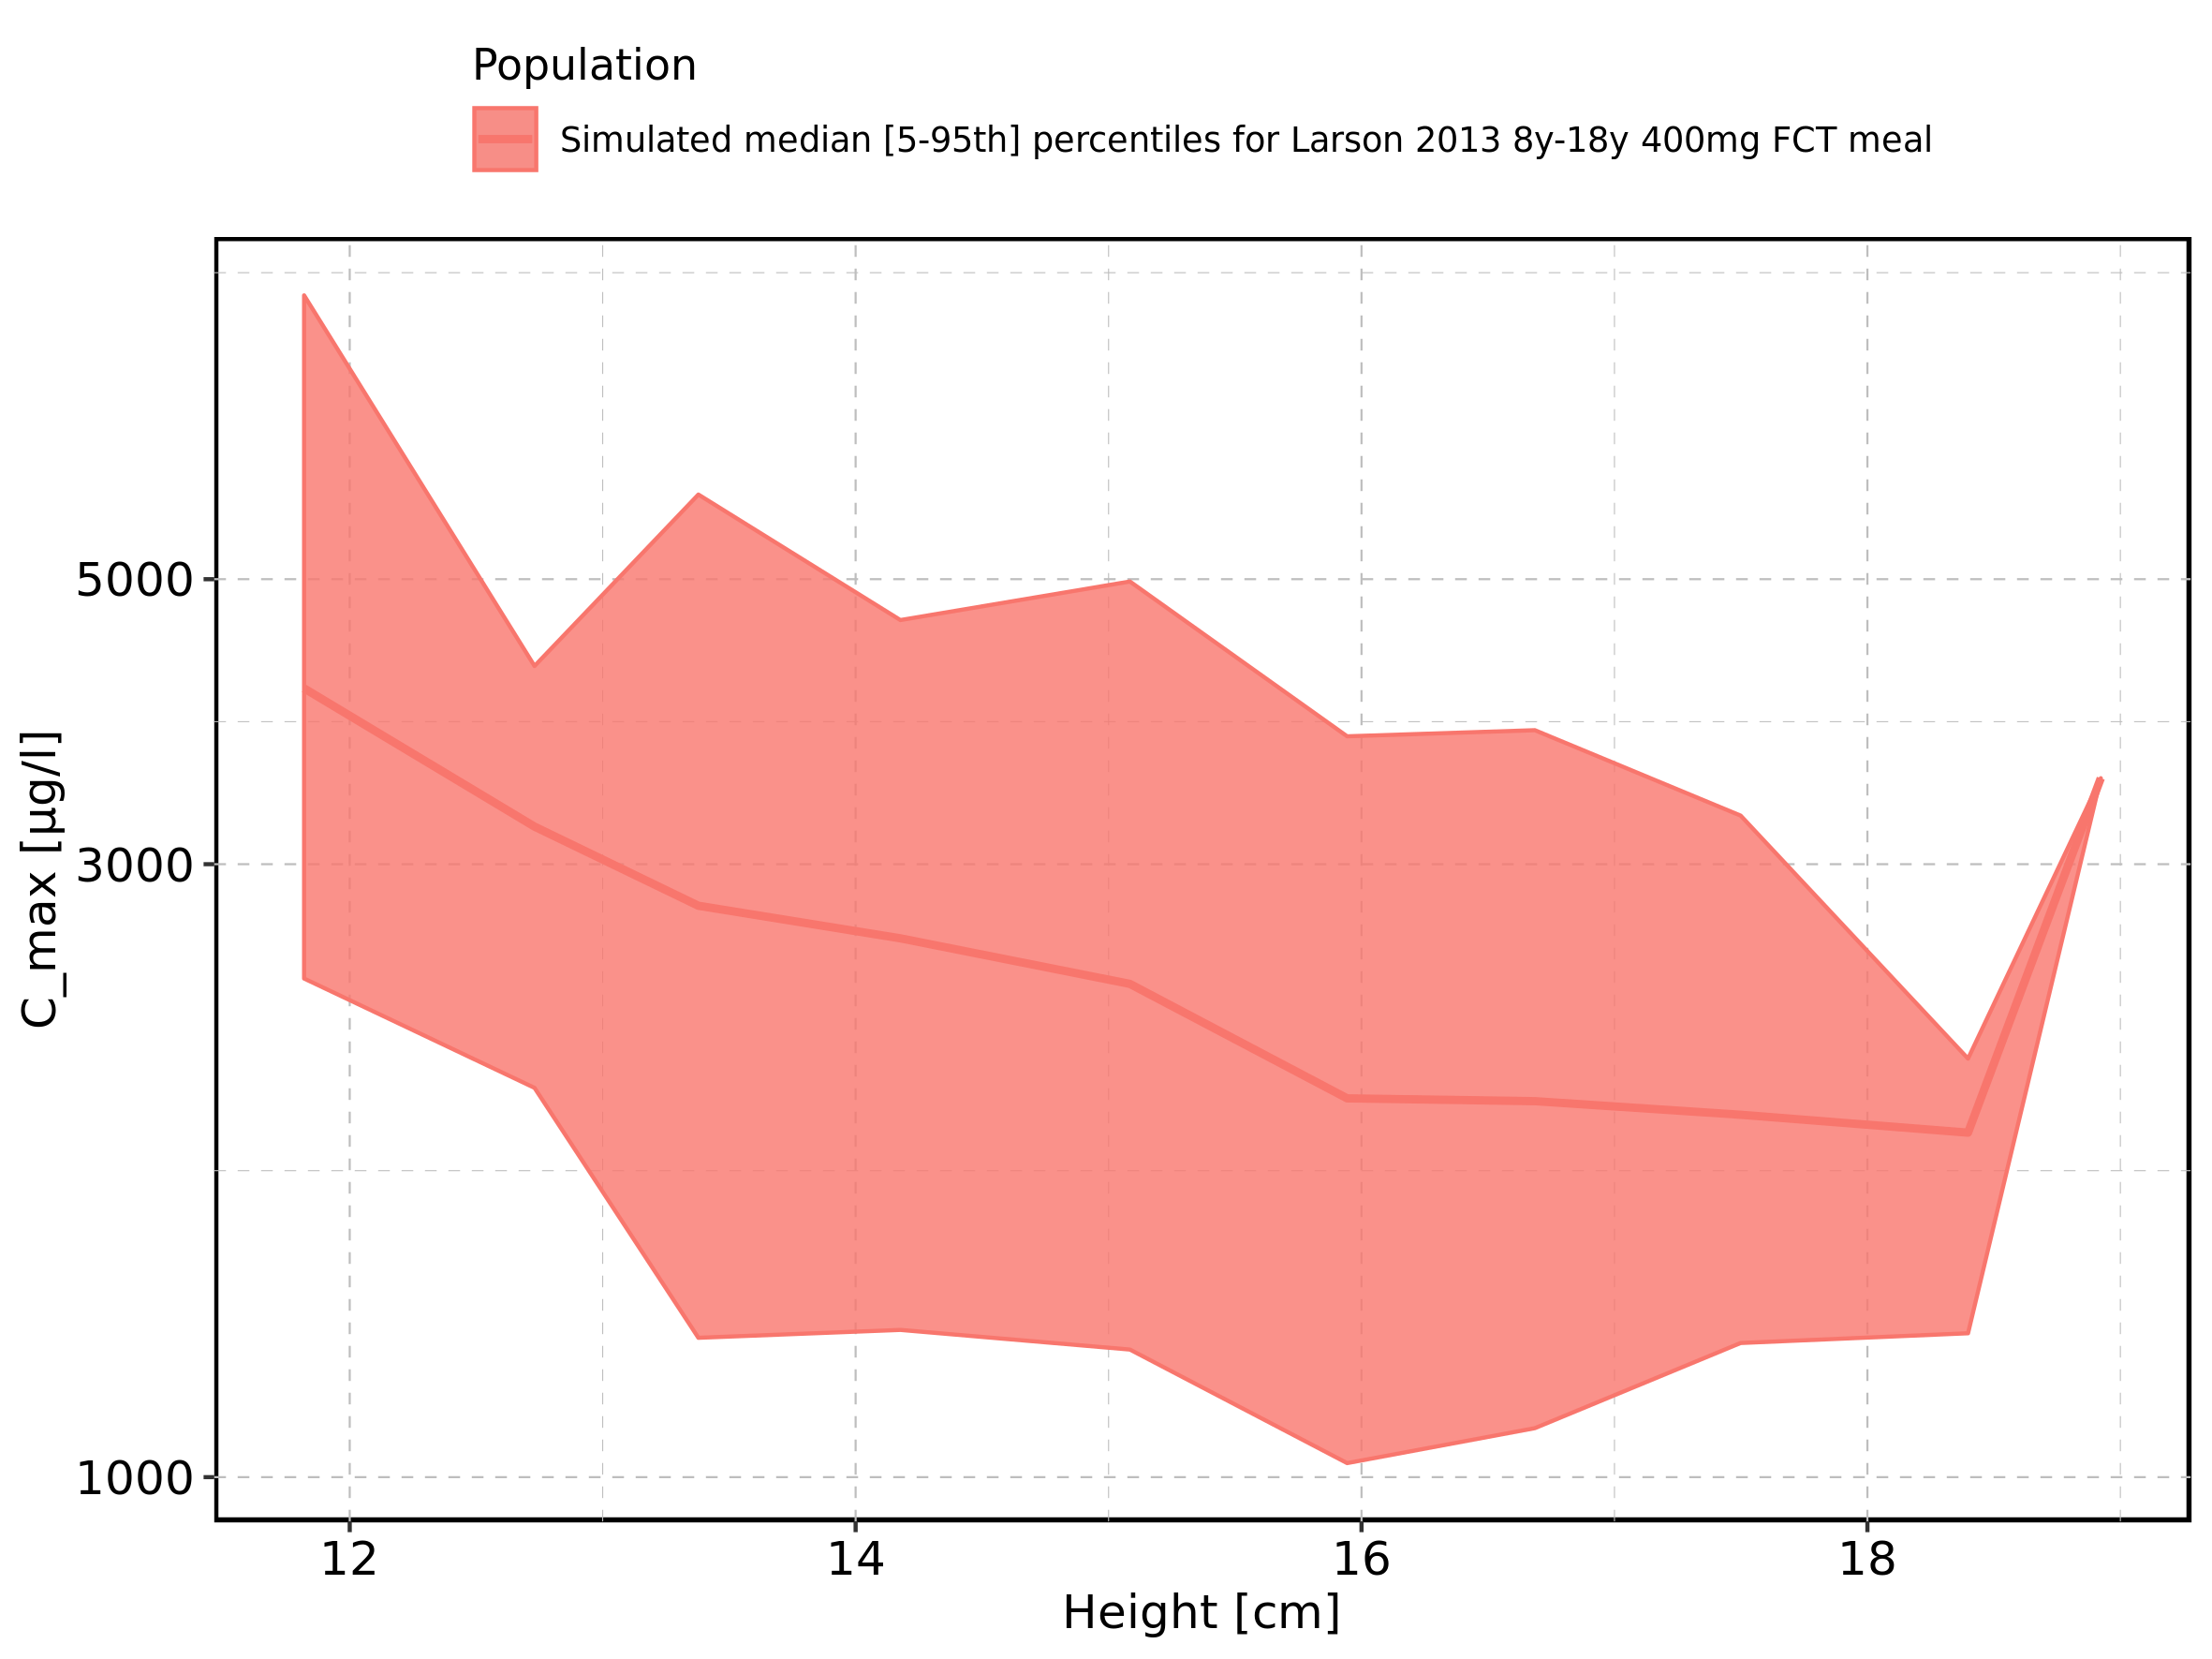 Population
Simulated median [5-95th] percentiles for Larson 2013 8y-18y 400mg FCT meal
C_max [µg/l]
5000
3000
1000
12 14 16 18
Height [cm]